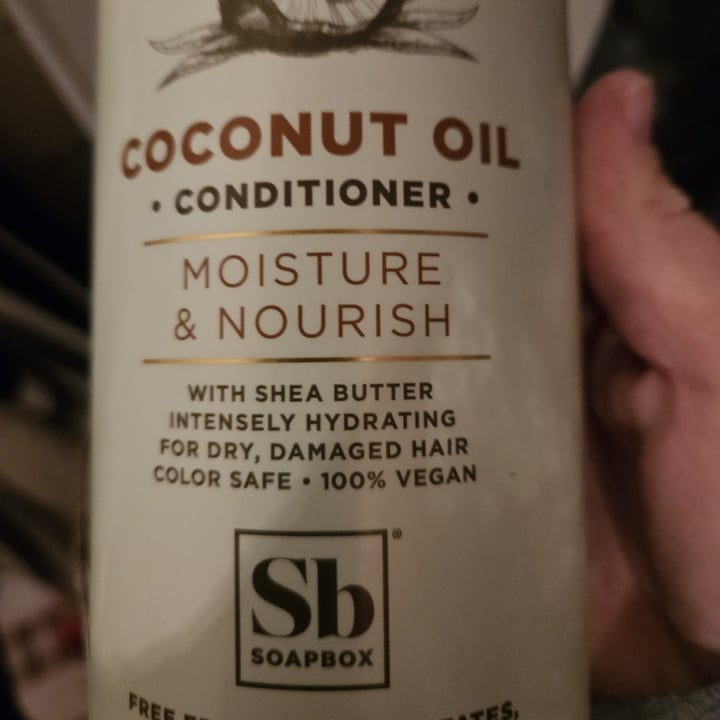 COCONUT OIL
• CONDITIONER •
MOISTURE
& NOURISH
WITH SHEA BUTTER
INTENSELY HYDRATING
FOR DRY, DAMAGED HAIR
COLOR SAFE • 100% VEGAN
Sb®
SOAPBOX
FREE